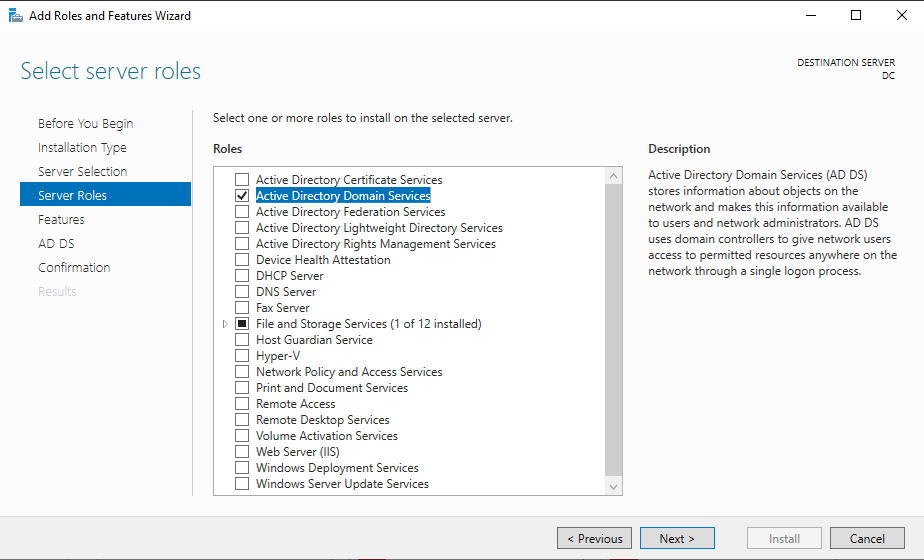 Add Roles and Features Wizard
Select server roles
DESTINATION SERVER
DC
Before You Begin
Installation Type
Server Selection
Server Roles
Features
AD DS
Confirmation
Results
Select one or more roles to install on the selected server.
Roles
Active Directory Certificate Services
Active Directory Domain Services
Active Directory Federation Services
Active Directory Lightweight Directory Services
Active Directory Rights Management Services
Device Health Attestation
DHCP Server
DNS Server
Fax Server
File and Storage Services (1 of 12 installed)
Host Guardian Service
Hyper-V
Network Policy and Access Services
Print and Document Services
Remote Access
Remote Desktop Services
Volume Activation Services
Web Server (IIS)
Windows Deployment Services
Windows Server Update Services
Description
Active Directory Domain Services (AD DS)
stores information about objects on the
network and makes this information available
to users and network administrators. AD DS
uses domain controllers to give network users
access to permitted resources anywhere on the
network through a single logon process.
< Previous
Next >
Install
Cancel